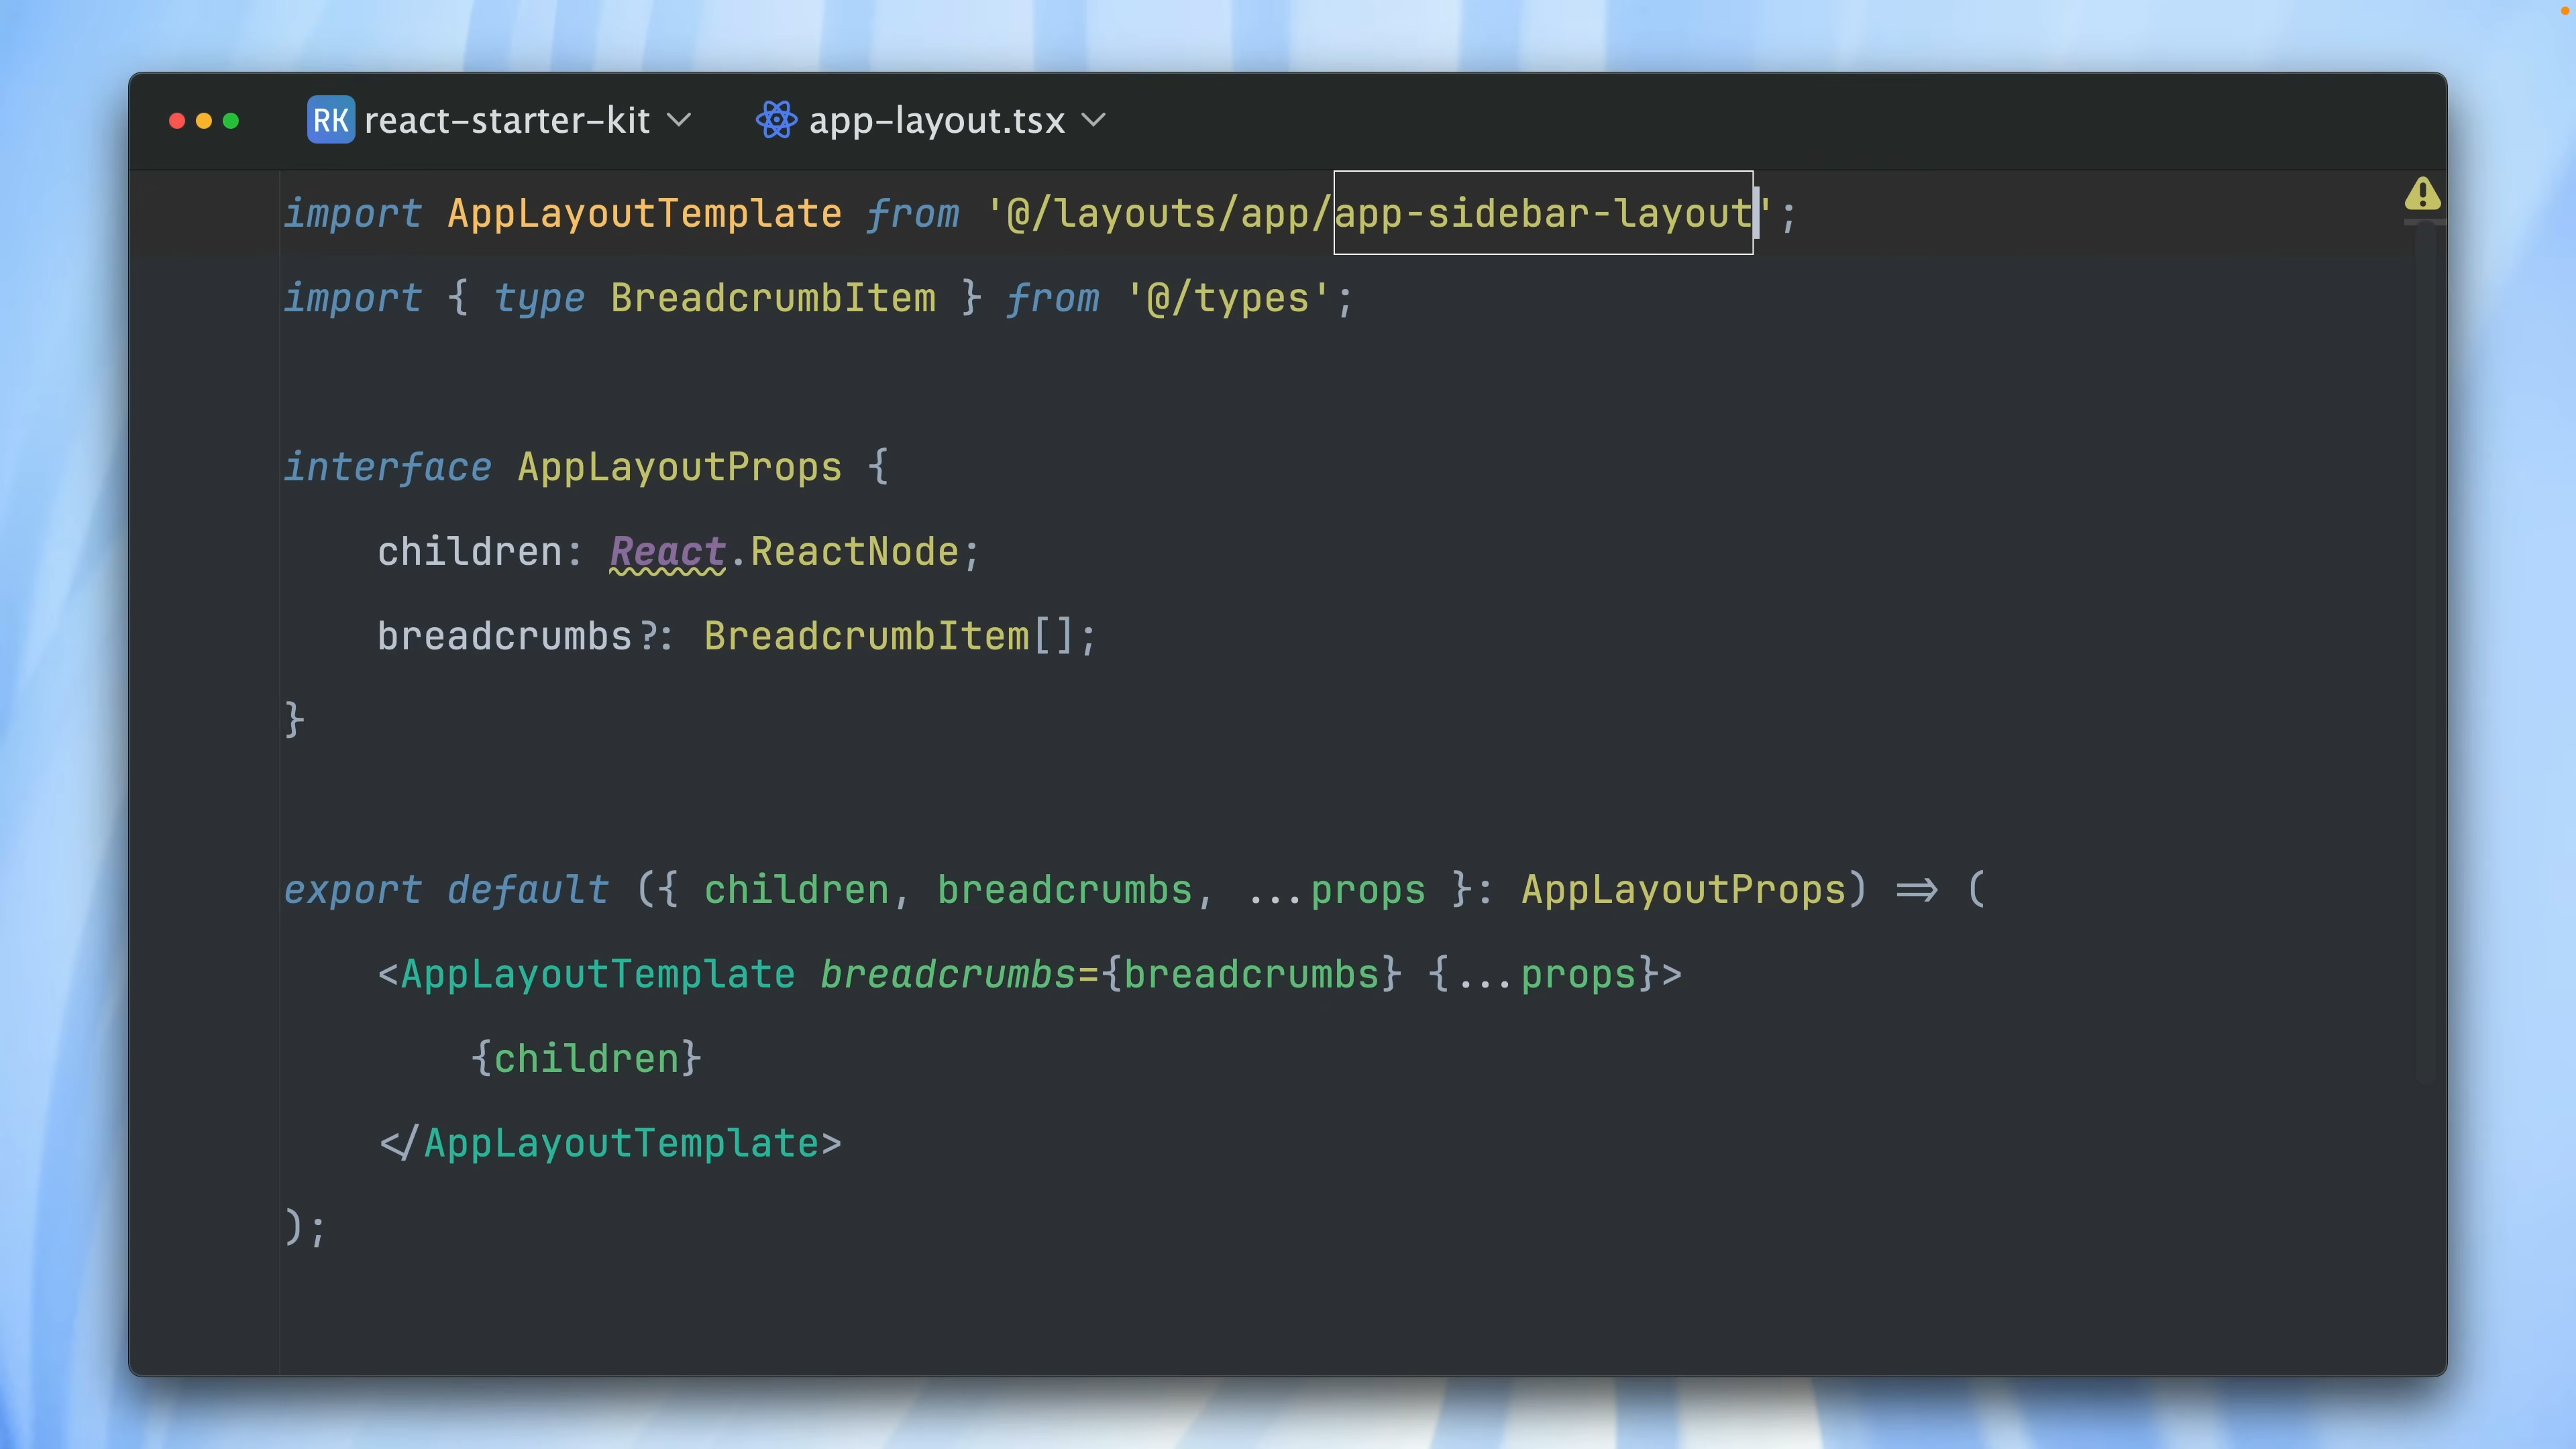 RK react-starter-kit app-layout.tsx
import AppLayoutTemplate from '@/layouts/app/app-sidebar-layout';
import { type BreadcrumbItem } from '@/types';
interface AppLayoutProps {
children: React.ReactNode;
breadcrumbs?: BreadcrumbItem[];
}
export default ({ children, breadcrumbs, ...props }: AppLayoutProps) => (
<AppLayoutTemplate breadcrumbs={breadcrumbs} {...props}>
{children}
</AppLayoutTemplate>
);